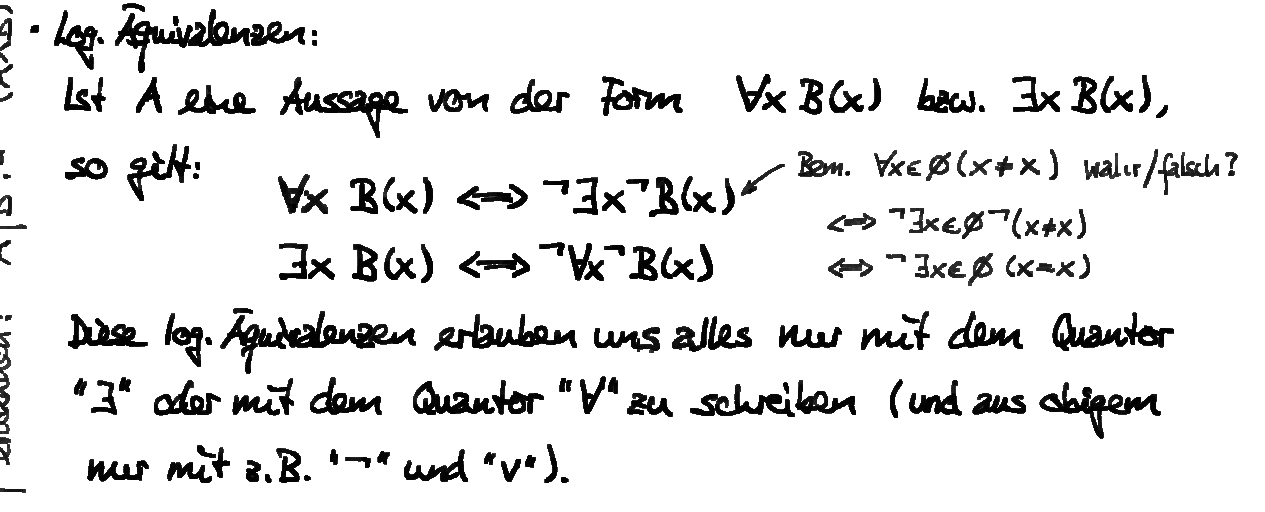 • Log. Äquivalenzen:
Ist A eine Aussage von der Form ∀x B(x) bzw. ∃x B(x),
so gilt:
∀x B(x) ⟺ ¬∃x¬B(x)
Bem. ∀x∈∅(x≠x) wahr/falsch?
⟺ ¬∃x∈∅¬(x≠x)
∃x B(x) ⟺ ¬∀x¬B(x)
⟺ ¬∃x∈∅ (x=x)
Diese log. Äquivalenzen erlauben uns alles nur mit dem Quantor
"∃" oder mit dem Quantor "∀" zu schreiben (und aus obigem
nur mit z.B. "¬" und "∨").